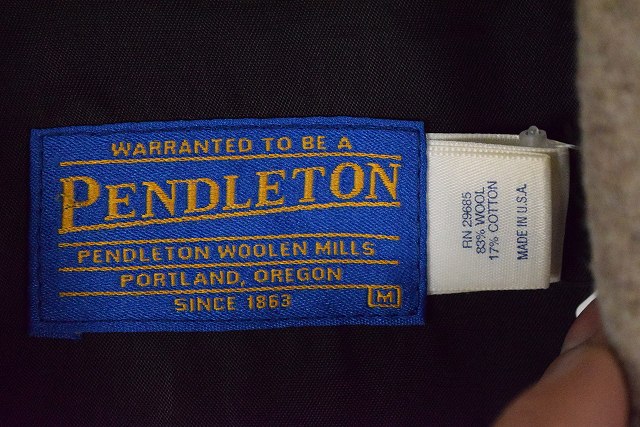 WARRANTED TO BE A
PENDLETON
PENDLETON WOOLEN MILLS
PORTLAND, OREGON
SINCE 1863
M
RN 29685
83% WOOL
17% COTTON
MADE IN U.S.A.